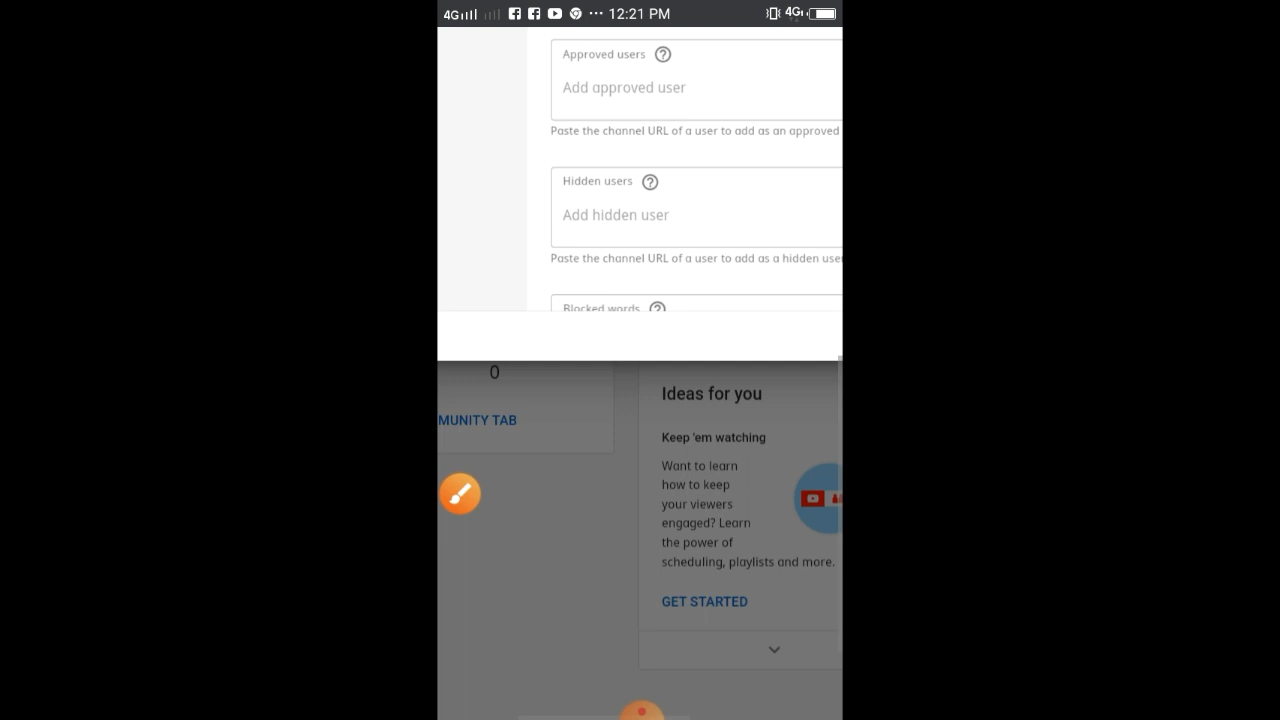 4G 12:21 PM 4G
Approved users
Add approved user
Paste the channel URL of a user to add as an approved
Hidden users
Add hidden user
Paste the channel URL of a user to add as a hidden user
Blocked words
0
MUNITY TAB
Ideas for you
Keep 'em watching
Want to learn
how to keep
your viewers
engaged? Learn
the power of
scheduling, playlists and more.
GET STARTED